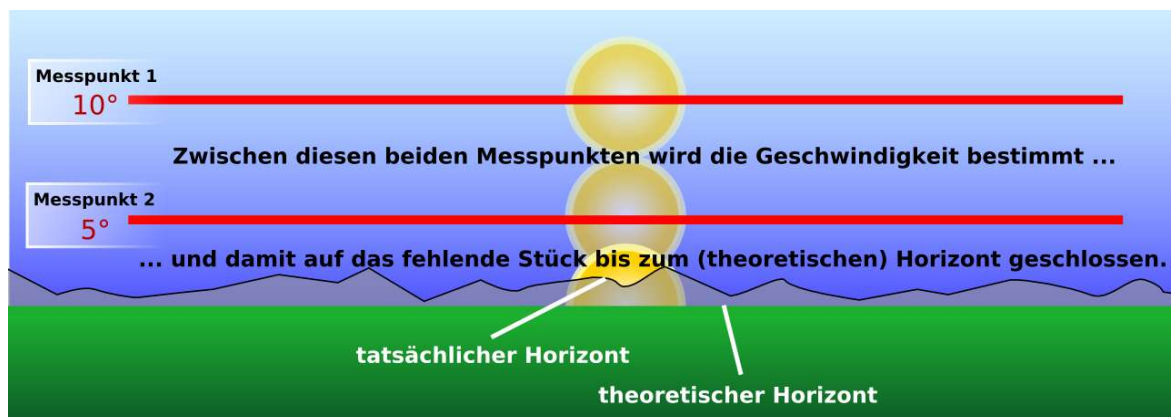 Messpunkt 1
10°
Zwischen diesen beiden Messpunkten wird die Geschwindigkeit bestimmt ...
Messpunkt 2
5°
... und damit auf das fehlende Stück bis zum (theoretischen) Horizont geschlossen.
tatsächlicher Horizont
theoretischer Horizont